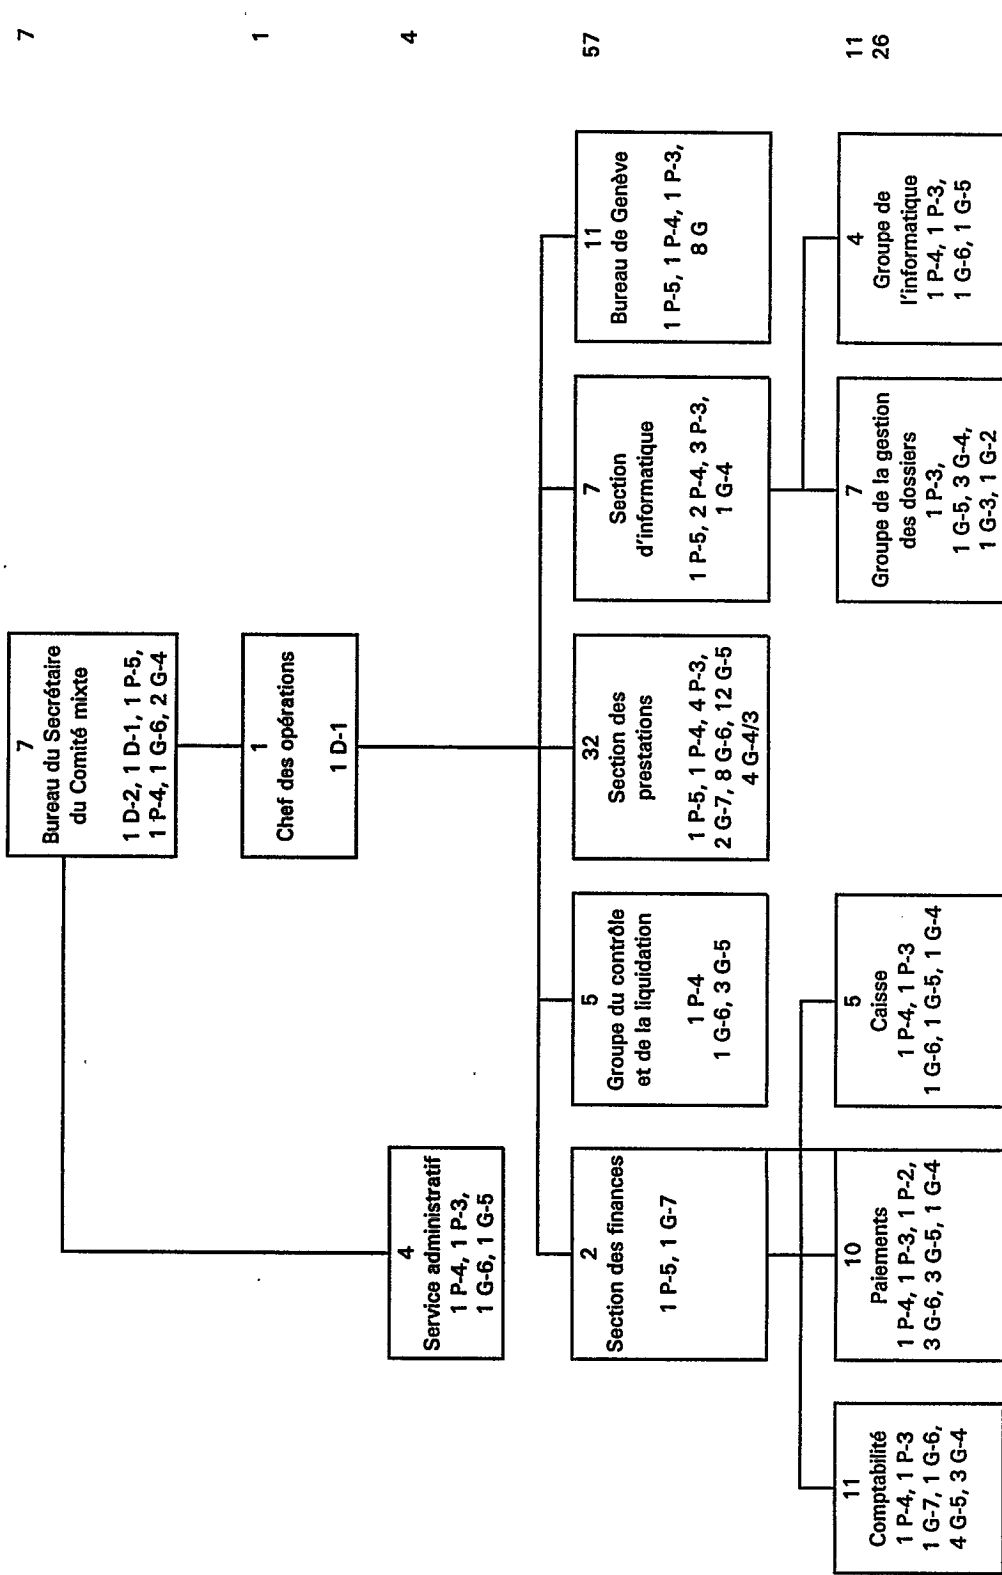 7
Bureau du Secrétaire
du Comité mixte
1 D-2, 1 D-1, 1 P-5,
1 P-4, 1 G-6, 2 G-4
7
1
Chef des opérations
1 D-1
1
4
Service administratif
1 P-4, 1 P-3,
1 G-6, 1 G-5
4
2
Section des finances
1 P-5, 1 G-7
5
Groupe du contrôle
et de la liquidation
1 P-4
1 G-6, 3 G-5
32
Section des
prestations
1 P-5, 1 P-4, 4 P-3,
2 G-7, 8 G-6, 12 G-5
4 G-4/3
7
Section
d'informatique
1 P-5, 2 P-4, 3 P-3,
1 G-4
11
Bureau de Genève
1 P-5, 1 P-4, 1 P-3,
8 G
57
11
Comptabilité
1 P-4, 1 P-3
1 G-7, 1 G-6,
4 G-5, 3 G-4
10
Paiements
1 P-4, 1 P-3, 1 P-2,
3 G-6, 3 G-5, 1 G-4
5
Caisse
1 P-4, 1 P-3
1 G-6, 1 G-5, 1 G-4
7
Groupe de la gestion
des dossiers
1 P-3,
1 G-5, 3 G-4,
1 G-3, 1 G-2
4
Groupe de
l'informatique
1 P-4, 1 P-3,
1 G-6, 1 G-5
11
26